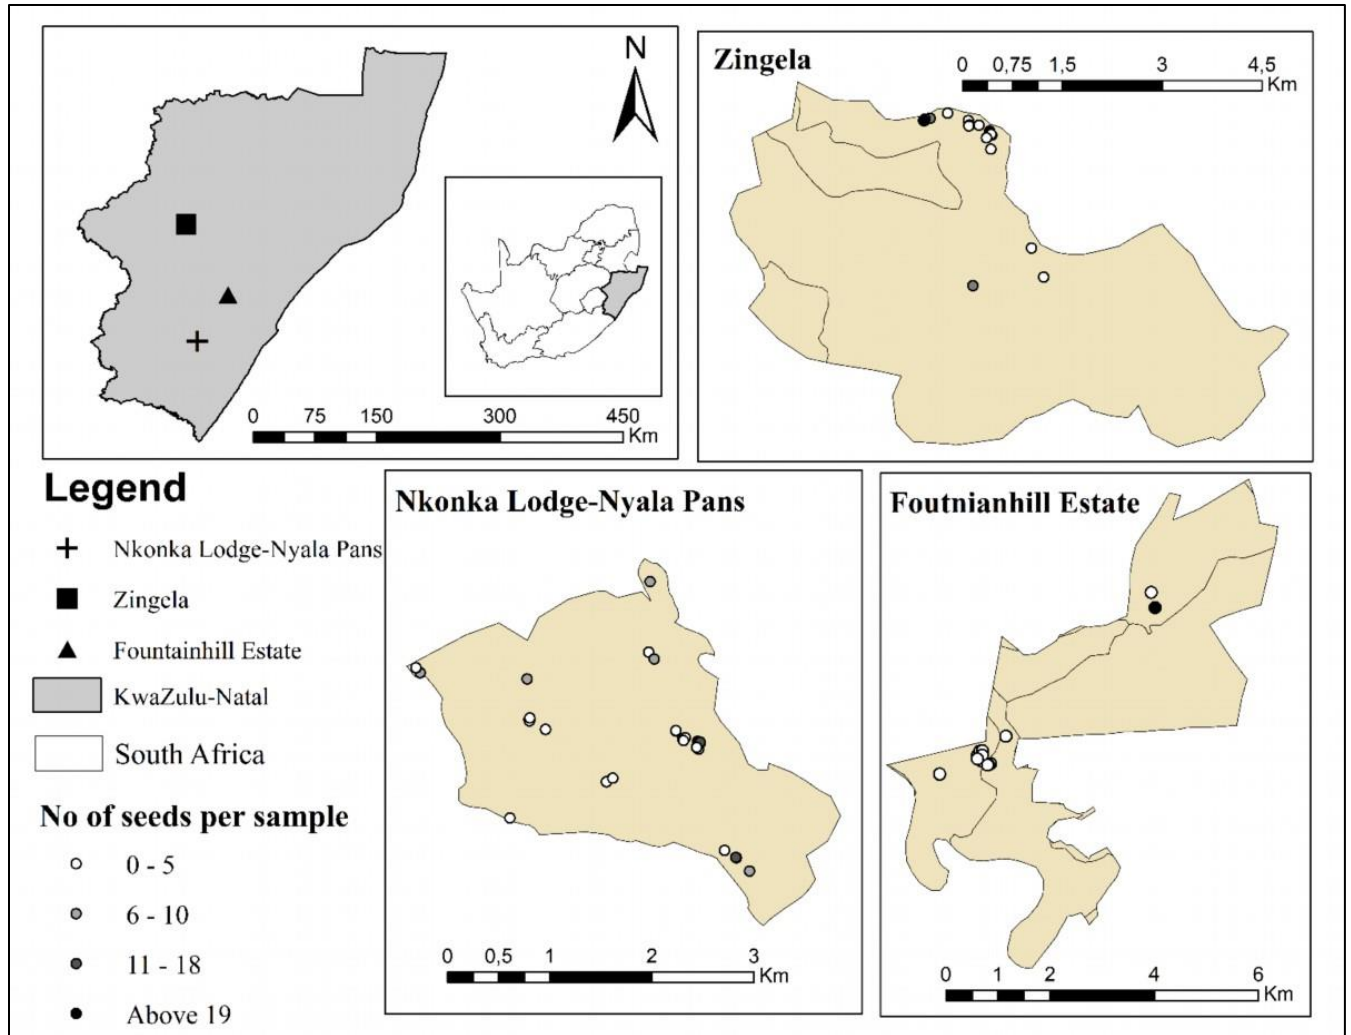 N
0 75 150 300 450
Km
Zingela
0 0,75 1,5 3 4,5
Km
Legend
Nkonka Lodge-Nyala Pans
Zingela
Fountainhill Estate
KwaZulu-Natal
South Africa
No of seeds per sample
0 - 5
6 - 10
11 - 18
Above 19
Nkonka Lodge-Nyala Pans
0 0,5 1 2 3
Km
Foutnianhill Estate
0 1 2 4 6
Km